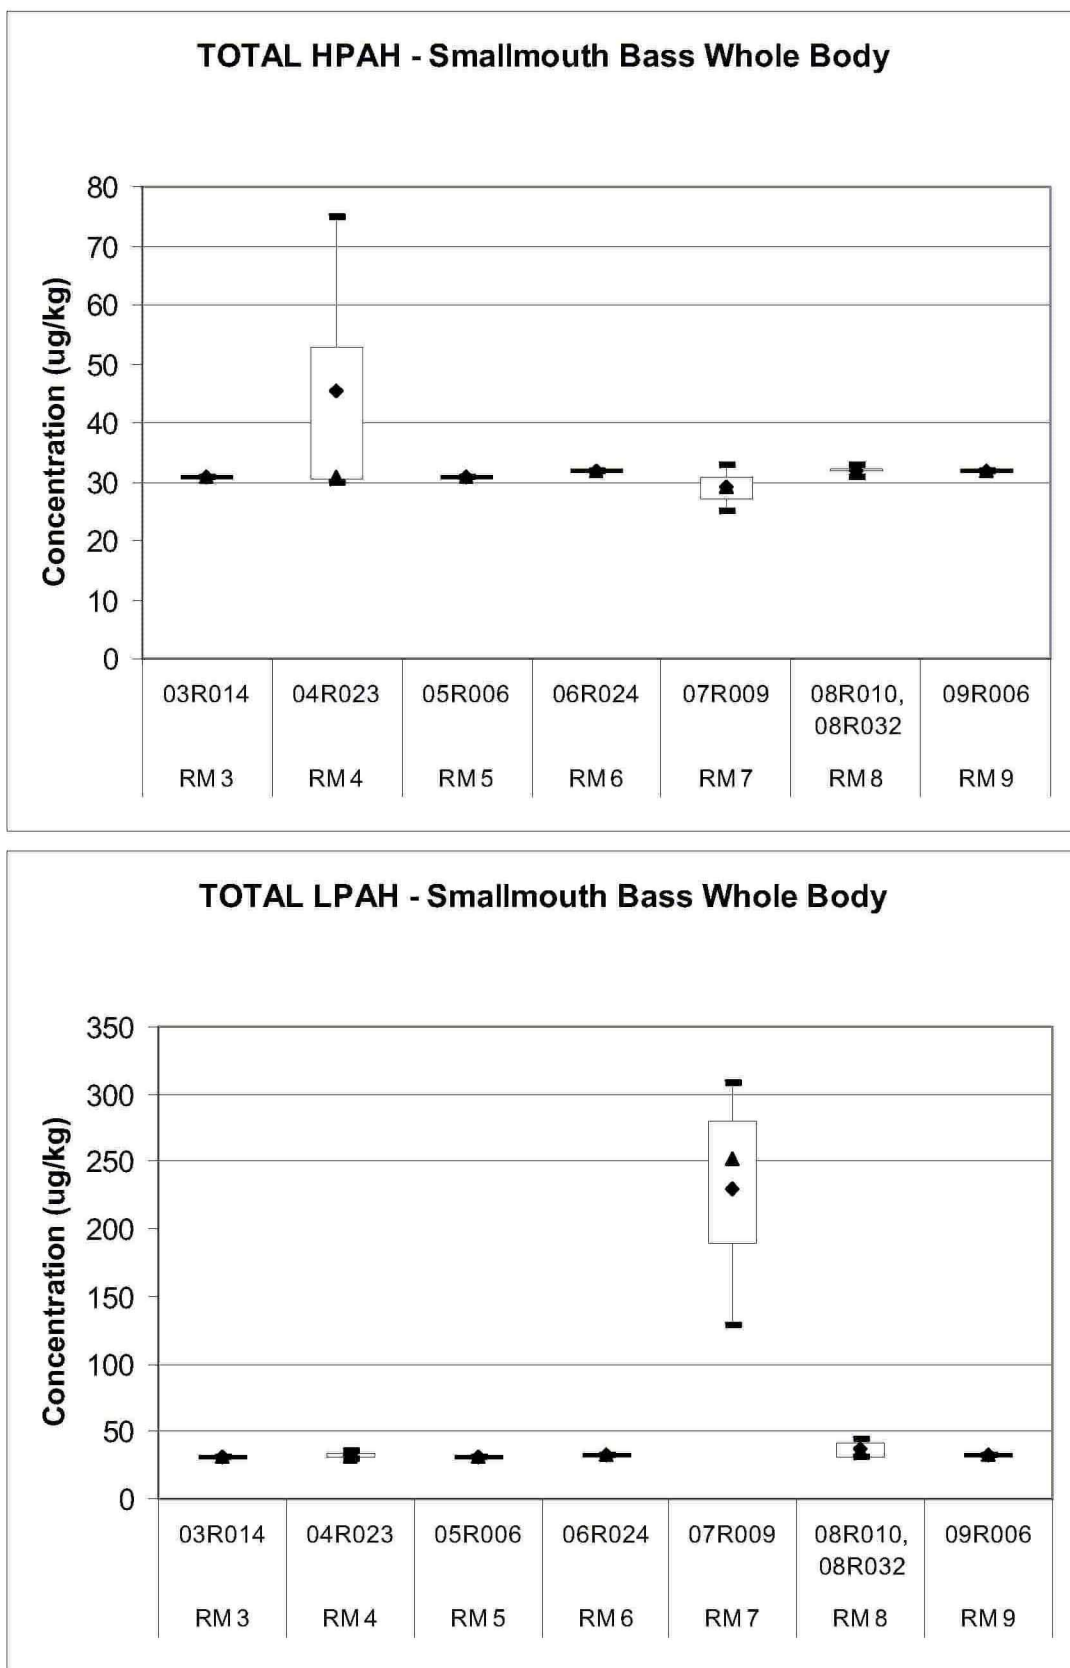 TOTAL HPAH - Smallmouth Bass Whole Body
Concentration (ug/kg)
80
70
60
50
40
30
20
10
0
03R014 04R023 05R006 06R024 07R009 08R010, 09R006
08R032
RM 3 RM 4 RM 5 RM 6 RM 7 RM 8 RM 9
TOTAL LPAH - Smallmouth Bass Whole Body
Concentration (ug/kg)
350
300
250
200
150
100
50
0
03R014 04R023 05R006 06R024 07R009 08R010, 09R006
08R032
RM 3 RM 4 RM 5 RM 6 RM 7 RM 8 RM 9